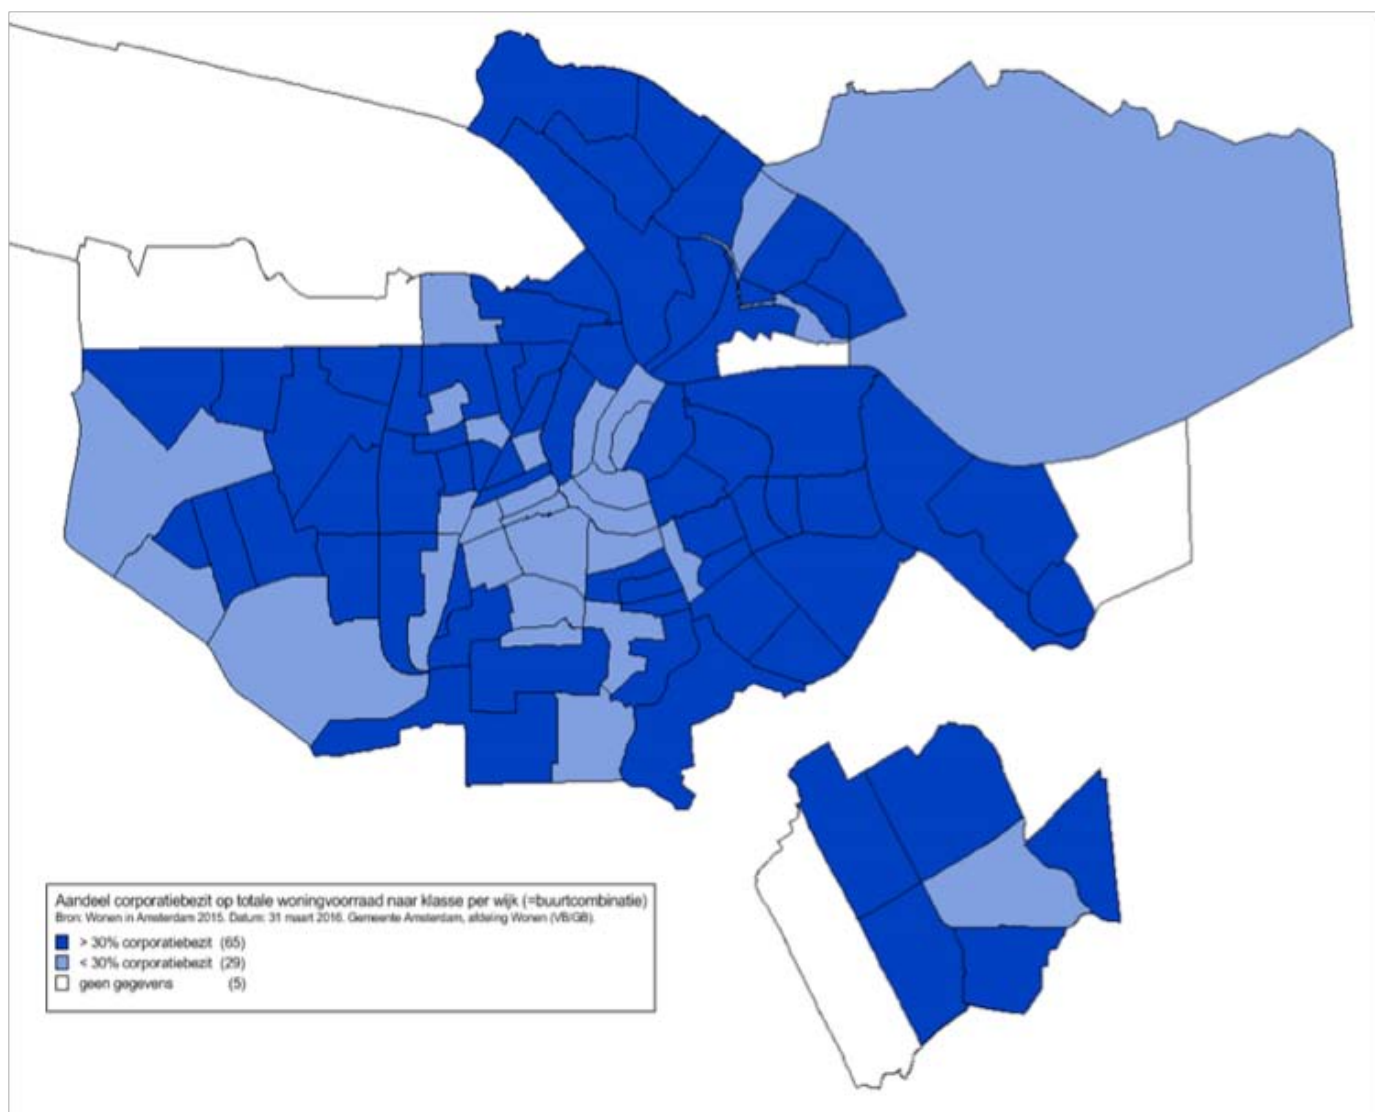 Aandeel corporatiebezit op totale woningvoorraad naar klasse per wijk (=buurtcombinatie)
Bron: Wonen in Amsterdam 2015. Datum: 31 maart 2016. Gemeente Amsterdam, afdeling Wonen (VB/GB).
> 30% corporatiebezit (65)
< 30% corporatiebezit (29)
geen gegevens (5)